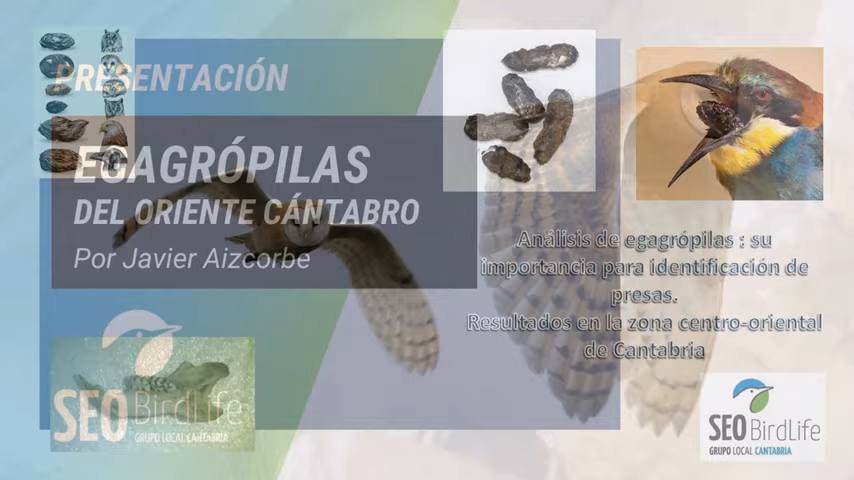 PRESENTACIÓN
EGAGRÓPILAS
DEL ORIENTE CÁNTABRO
Por Javier Aizcorbe
Análisis de egagrópilas : su
importancia para identificación de
presas.
Resultados en la zona centro-oriental
de Cantabria
SEO BirdLife
GRUPO LOCAL CANTABRIA
SEO BirdLife
GRUPO LOCAL CANTABRIA